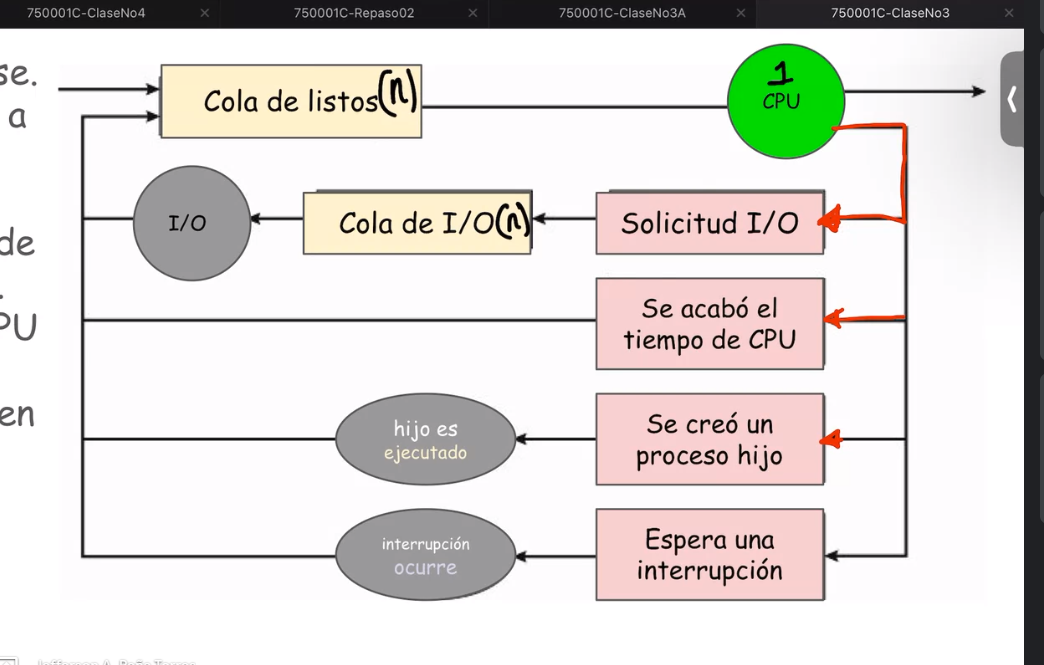 750001C-ClaseNo4
750001C-Repaso02
750001C-ClaseNo3A
750001C-ClaseNo3
se.
a
de
PU
en
Cola de listos(n)
1
CPU
I/O
Cola de I/O(n)
Solicitud I/O
Se acabó el
tiempo de CPU
hijo es
ejecutado
Se creó un
proceso hijo
interrupción
ocurre
Espera una
interrupción